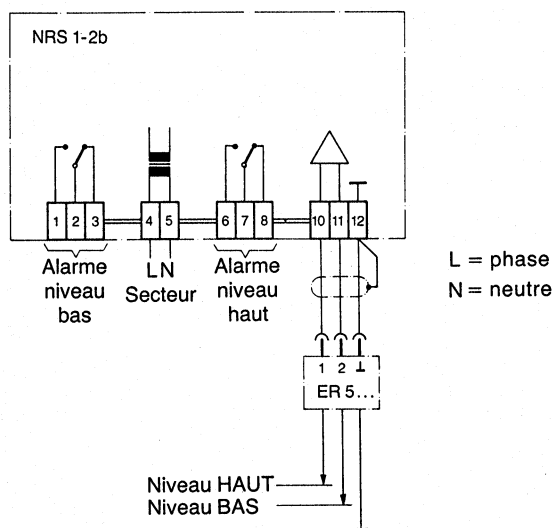 NRS 1-2b
1 2 3 4 5 6 7 8 10 11 12
Alarme
niveau
bas
LN
Secteur
Alarme
niveau
haut
L = phase
N = neutre
1 2
ER 5...
Niveau HAUT
Niveau BAS